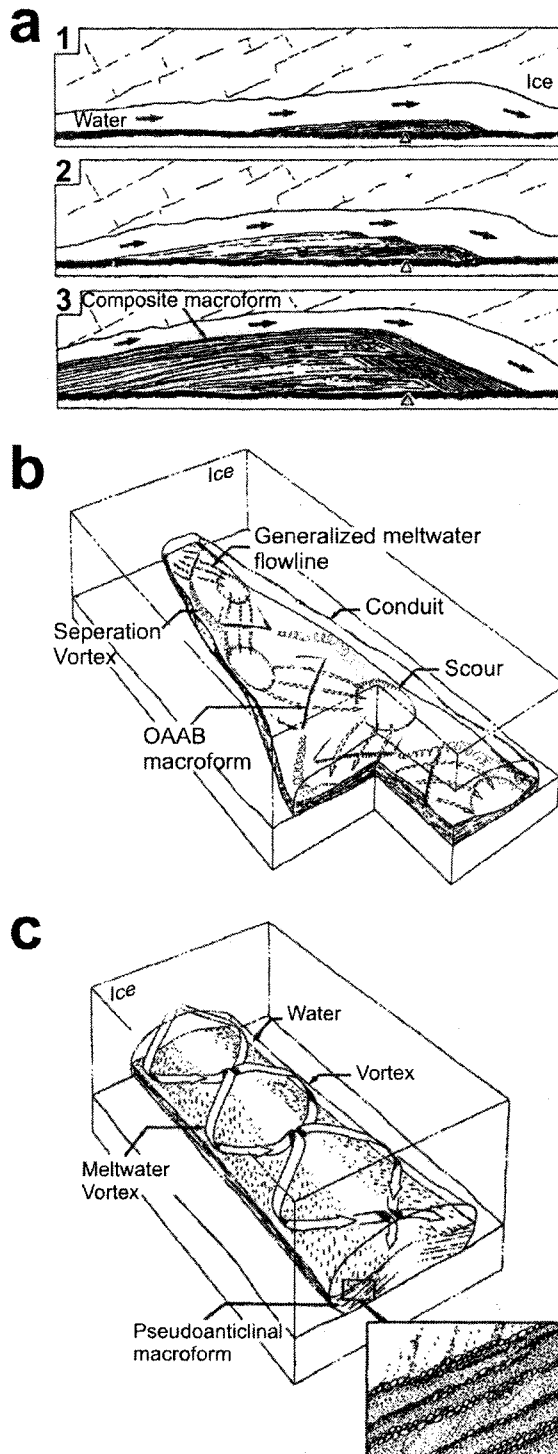 a
1
Ice
Water
2
3
Composite macroform
b
Ice
Generalized meltwater
flowline
Conduit
Seperation
Vortex
Scour
OAAB
macroform
c
Ice
Water
Vortex
Meltwater
Vortex
Pseudoanticlinal
macroform